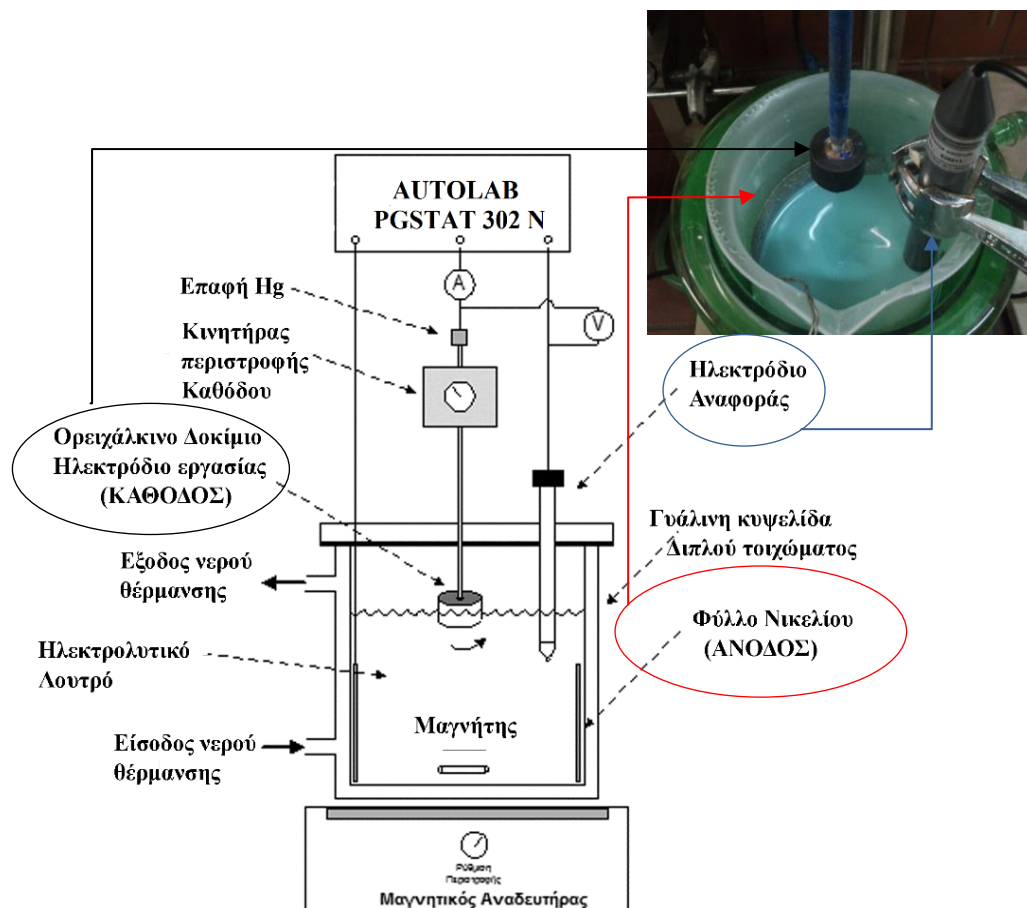 AUTOLAB
PGSTAT 302 N
A
V
Επαφή Hg
Κινητήρας
περιστροφής
Καθόδου
Ηλεκτρόδιο
Αναφοράς
Ορειχάλκινο Δοκίμιο
Ηλεκτρόδιο εργασίας
(ΚΑΘΟΔΟΣ)
Γυάλινη κυψελίδα
Διπλού τοιχώματος
Εξοδος νερού
θέρμανσης
Φύλλο Νικελίου
(ΑΝΟΔΟΣ)
Ηλεκτρολυτικό
Λουτρό
Μαγνήτης
Είσοδος νερού
θέρμανσης
Ρύθμιση
Περιστροφής
Μαγνητικός Αναδευτήρας